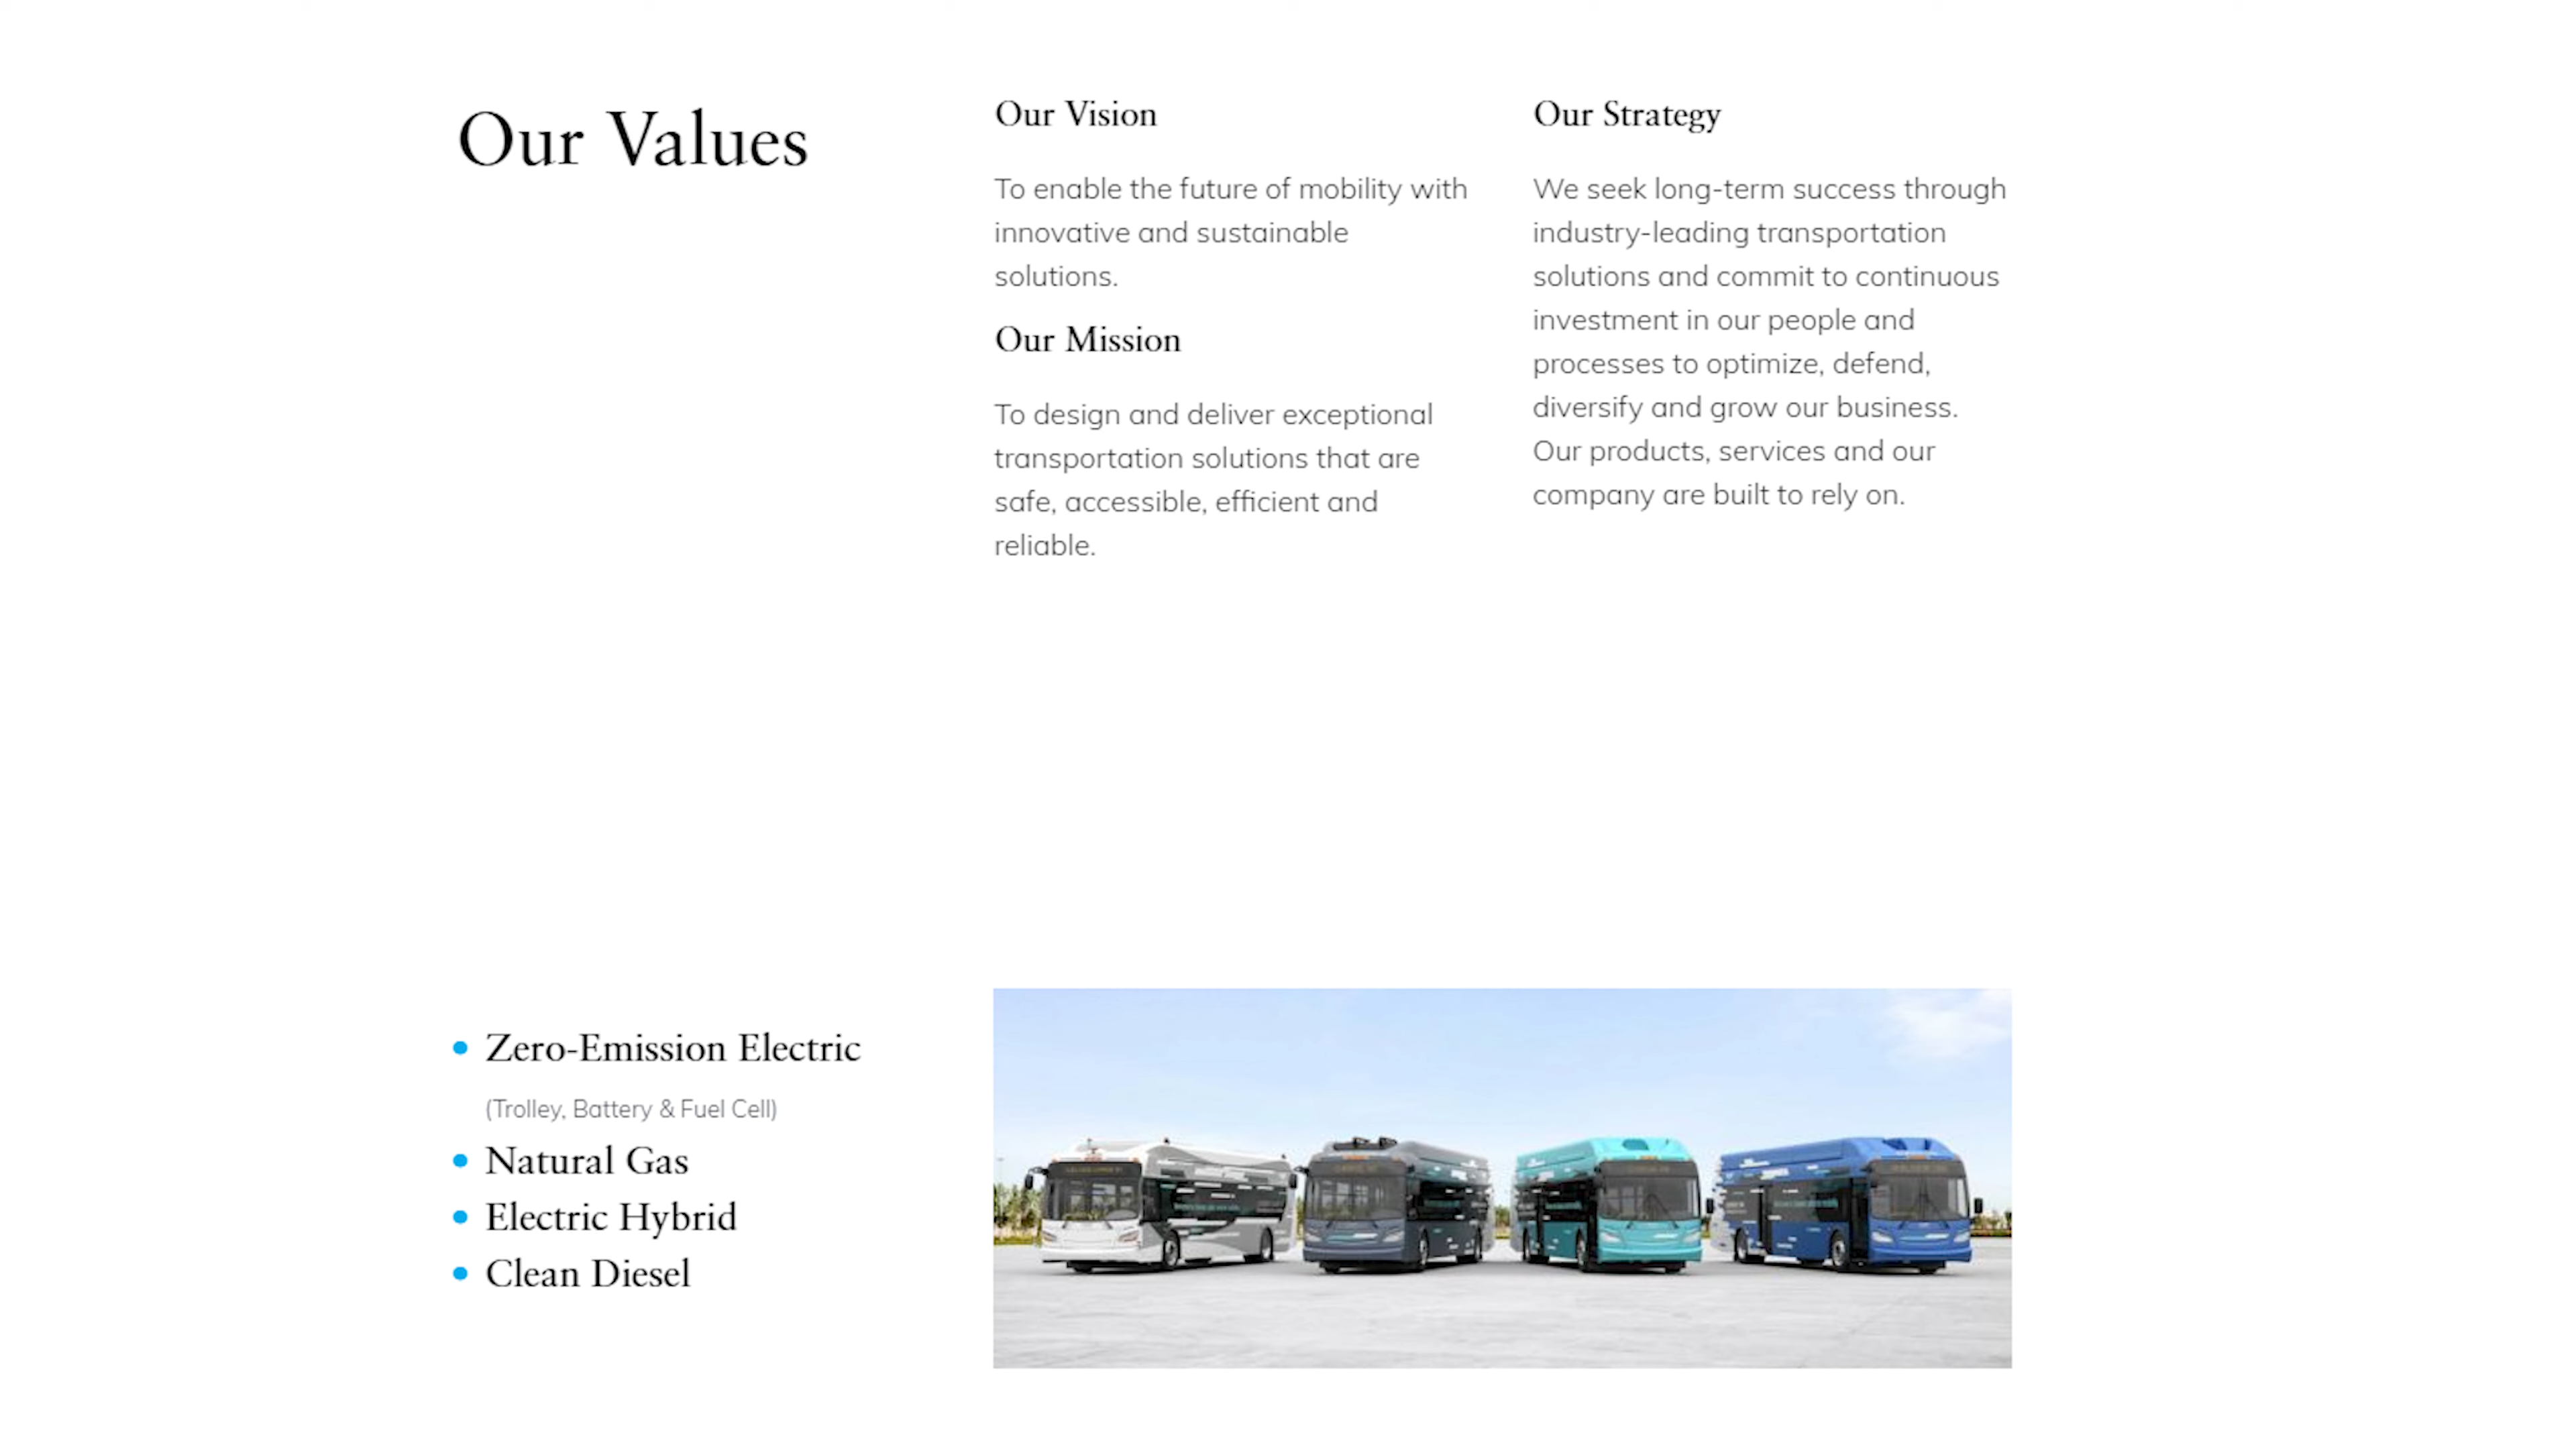 Our Values
Our Vision
To enable the future of mobility with
innovative and sustainable
solutions.
Our Mission
To design and deliver exceptional
transportation solutions that are
safe, accessible, efficient and
reliable.
Our Strategy
We seek long-term success through
industry-leading transportation
solutions and commit to continuous
investment in our people and
processes to optimize, defend,
diversify and grow our business.
Our products, services and our
company are built to rely on.
Zero-Emission Electric
(Trolley, Battery & Fuel Cell)
Natural Gas
Electric Hybrid
Clean Diesel